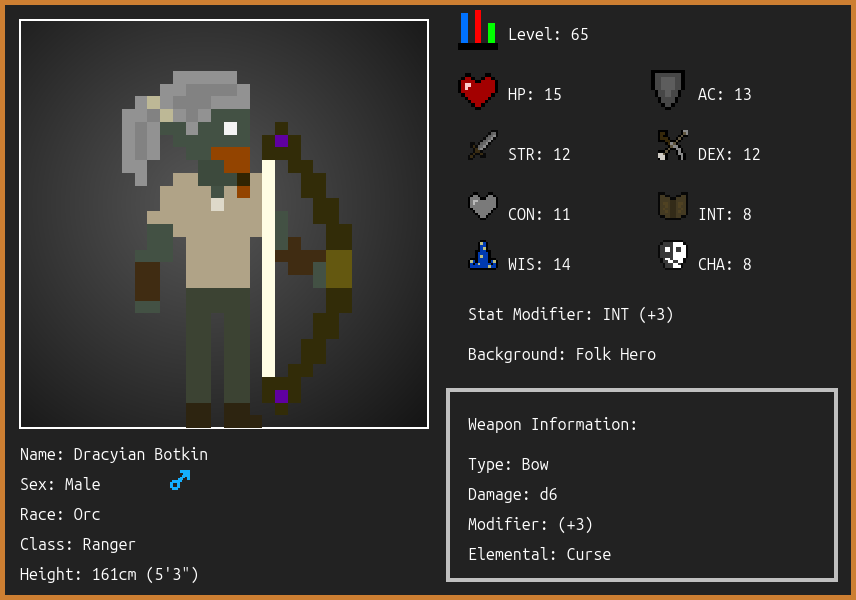 Level: 65
HP: 15
AC: 13
STR: 12
DEX: 12
CON: 11
INT: 8
WIS: 14
CHA: 8
Stat Modifier: INT (+3)
Background: Folk Hero
Weapon Information:
Type: Bow
Damage: d6
Modifier: (+3)
Elemental: Curse
Name: Dracyian Botkin
Sex: Male
Race: Orc
Class: Ranger
Height: 161cm (5'3")